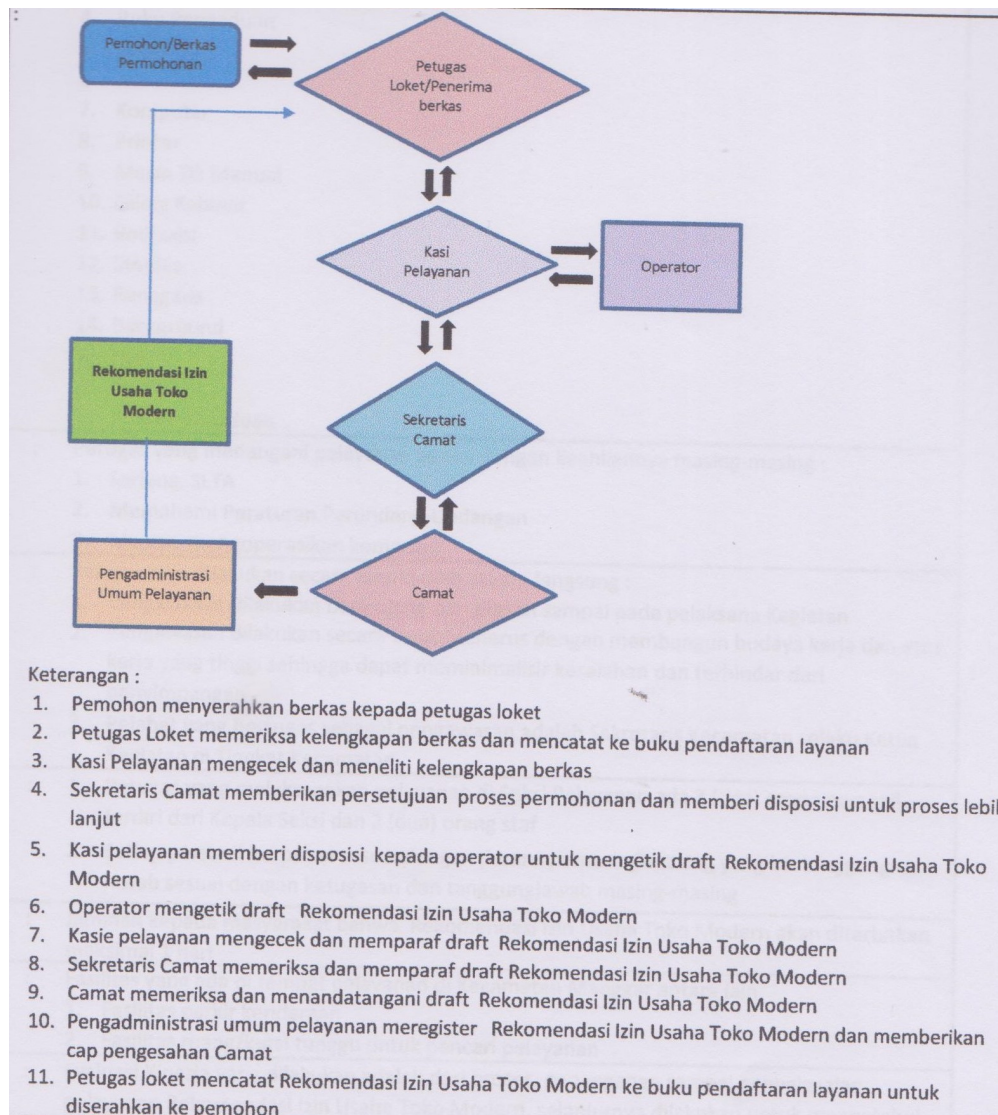 :
Pemohon/Berkas
Permohonan
Petugas
Loket/Penerima
berkas
Kasi
Pelayanan
Operator
Rekomendasi Izin
Usaha Toko
Modern
Sekretaris
Camat
Pengadministrasi
Umum Pelayanan
Camat
Keterangan :
1. Pemohon menyerahkan berkas kepada petugas loket
2. Petugas Loket memeriksa kelengkapan berkas dan mencatat ke buku pendaftaran layanan
3. Kasi Pelayanan mengecek dan meneliti kelengkapan berkas
4. Sekretaris Camat memberikan persetujuan proses permohonan dan memberi disposisi untuk proses lebih
lanjut
5. Kasi pelayanan memberi disposisi kepada operator untuk mengetik draft Rekomendasi Izin Usaha Toko
Modern
6. Operator mengetik draft Rekomendasi Izin Usaha Toko Modern
7. Kasie pelayanan mengecek dan memparaf draft Rekomendasi Izin Usaha Toko Modern
8. Sekretaris Camat memeriksa dan memparaf draft Rekomendasi Izin Usaha Toko Modern
9. Camat memeriksa dan menandatangani draft Rekomendasi Izin Usaha Toko Modern
10. Pengadministrasi umum pelayanan meregister Rekomendasi Izin Usaha Toko Modern dan memberikan
cap pengesahan Camat
11. Petugas loket mencatat Rekomendasi Izin Usaha Toko Modern ke buku pendaftaran layanan untuk
diserahkan ke pemohon